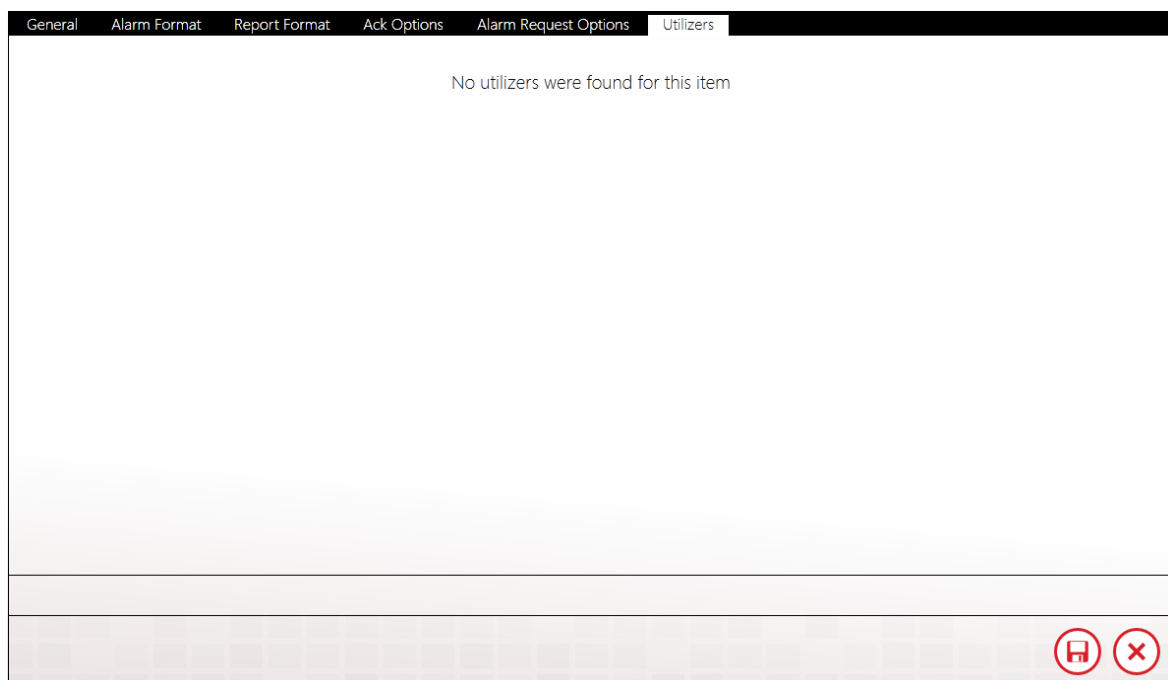 General Alarm Format Report Format Ack Options Alarm Request Options Utilizers
No utilizers were found for this item